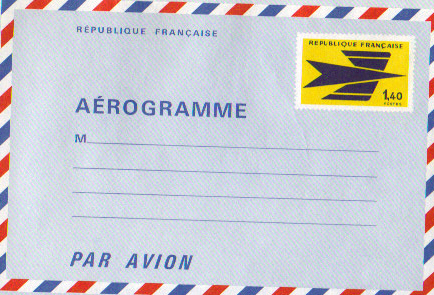 RÉPUBLIQUE FRANÇAISE
RÉPUBLIQUE FRANÇAISE
1,40
POSTES
AÉROGRAMME
M
PAR AVION